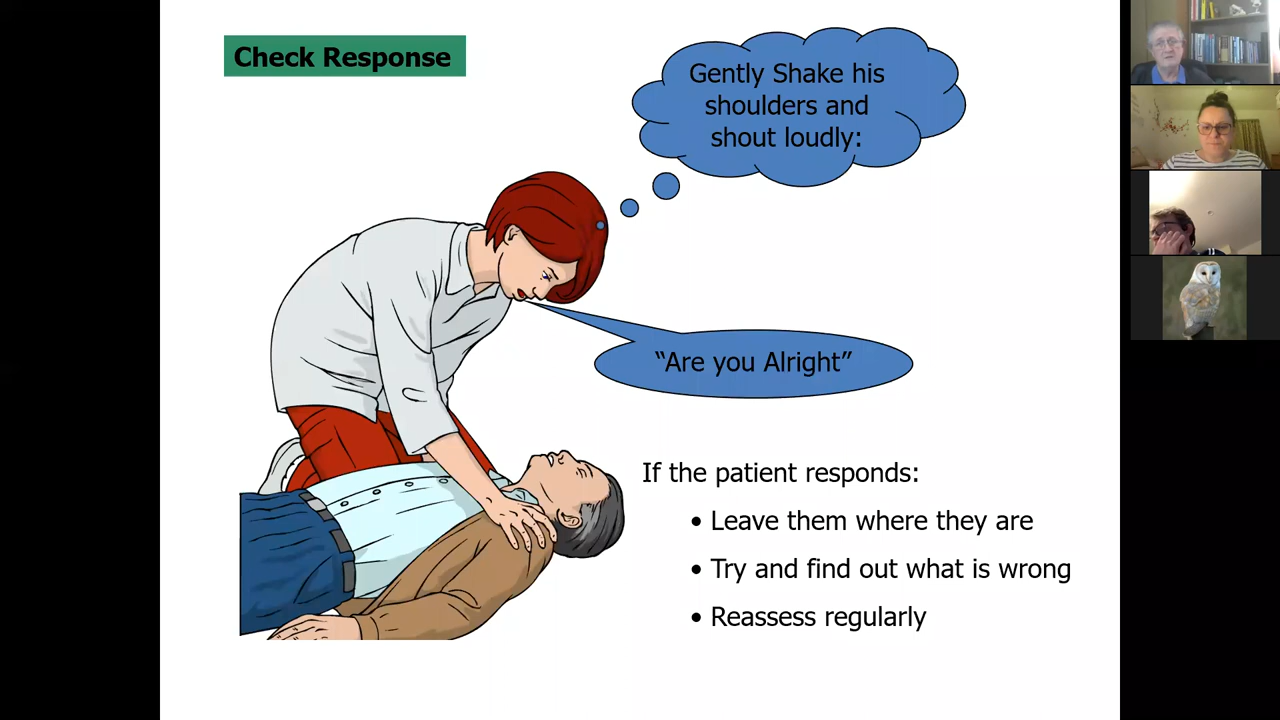 Check Response
Gently Shake his
shoulders and
shout loudly:
“Are you Alright”
If the patient responds:
• Leave them where they are
• Try and find out what is wrong
• Reassess regularly